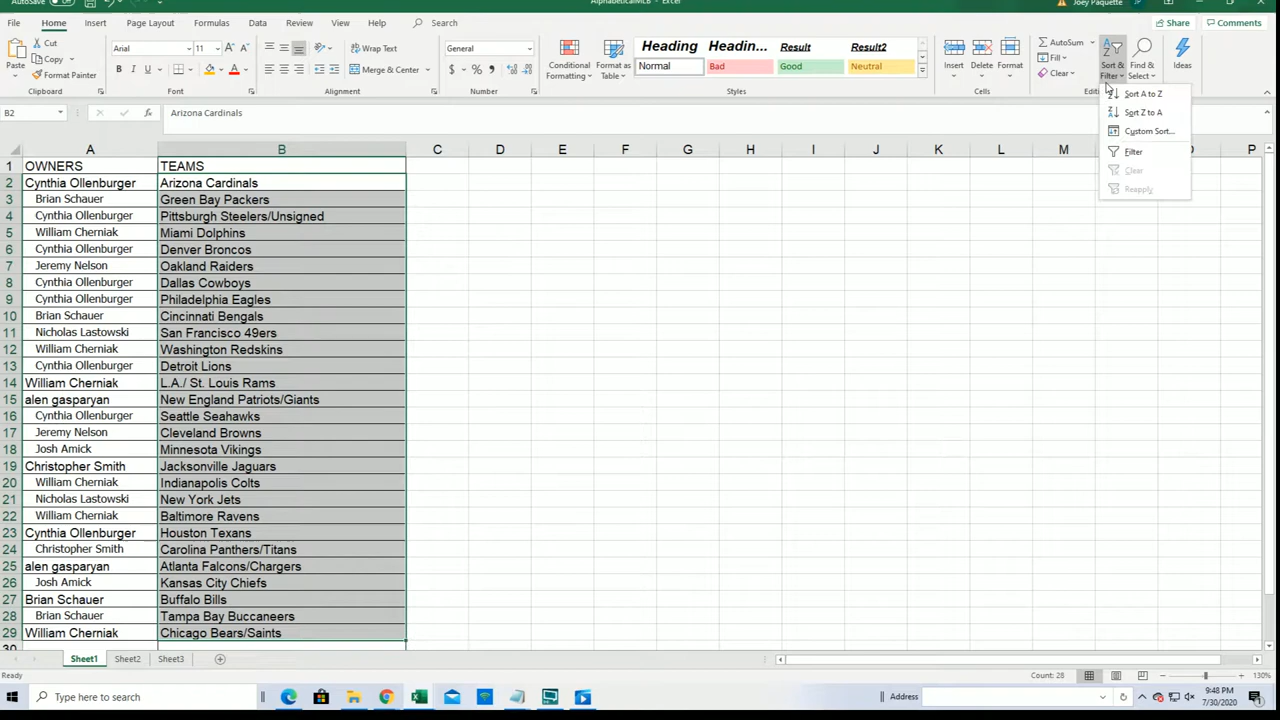 AutoSave Off AlphabeticalMLB - Excel Joey Paquette JP
File Home Insert Page Layout Formulas Data Review View Help Search Share Comments
Paste Cut Copy Format Painter Clipboard
Arial 11 B I U A Font
Wrap Text Merge & Center Alignment
General $ % Number
Conditional Formatting Format as Table
Heading Headin... Result Result2
Normal Bad Good Neutral
Styles
Insert Delete Format Cells
AutoSum Fill Clear Sort & Filter Find & Select Ideas
Sort A to Z
Sort Z to A
Custom Sort...
Filter
Clear
Reapply
B2 fx Arizona Cardinals
A B C D E F G H I J K L M P
1 OWNERS TEAMS
2 Cynthia Ollenburger Arizona Cardinals
3 Brian Schauer Green Bay Packers
4 Cynthia Ollenburger Pittsburgh Steelers/Unsigned
5 William Cherniak Miami Dolphins
6 Cynthia Ollenburger Denver Broncos
7 Jeremy Nelson Oakland Raiders
8 Cynthia Ollenburger Dallas Cowboys
9 Cynthia Ollenburger Philadelphia Eagles
10 Brian Schauer Cincinnati Bengals
11 Nicholas Lastowski San Francisco 49ers
12 William Cherniak Washington Redskins
13 Cynthia Ollenburger Detroit Lions
14 William Cherniak L.A./ St. Louis Rams
15 alen gasparyan New England Patriots/Giants
16 Cynthia Ollenburger Seattle Seahawks
17 Jeremy Nelson Cleveland Browns
18 Josh Amick Minnesota Vikings
19 Christopher Smith Jacksonville Jaguars
20 William Cherniak Indianapolis Colts
21 Nicholas Lastowski New York Jets
22 William Cherniak Baltimore Ravens
23 Cynthia Ollenburger Houston Texans
24 Christopher Smith Carolina Panthers/Titans
25 alen gasparyan Atlanta Falcons/Chargers
26 Josh Amick Kansas City Chiefs
27 Brian Schauer Buffalo Bills
28 Brian Schauer Tampa Bay Buccaneers
29 William Cherniak Chicago Bears/Saints
30
Sheet1 Sheet2 Sheet3
Ready Count: 28 130%
Type here to search Address 9:48 PM
7/30/2020